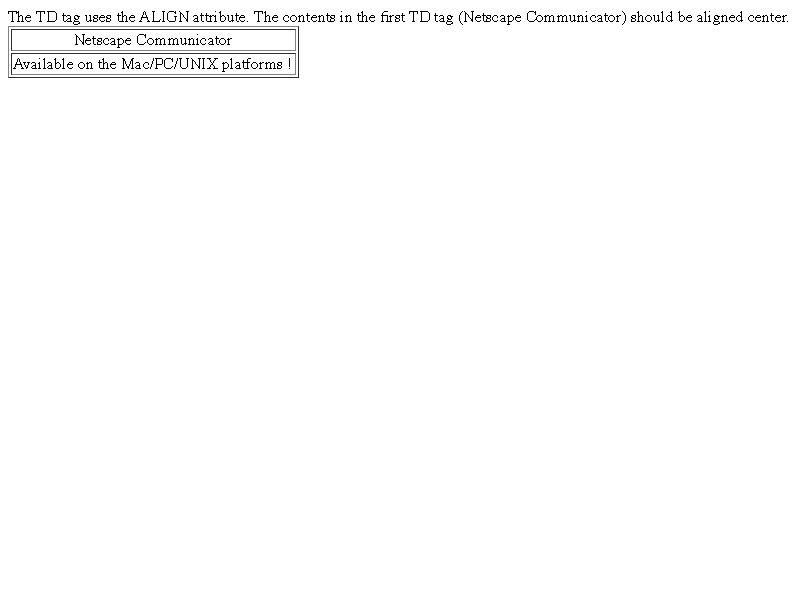 The TD tag uses the ALIGN attribute. The contents in the first TD tag (Netscape Communicator) should be aligned center.
Netscape Communicator
Available on the Mac/PC/UNIX platforms !